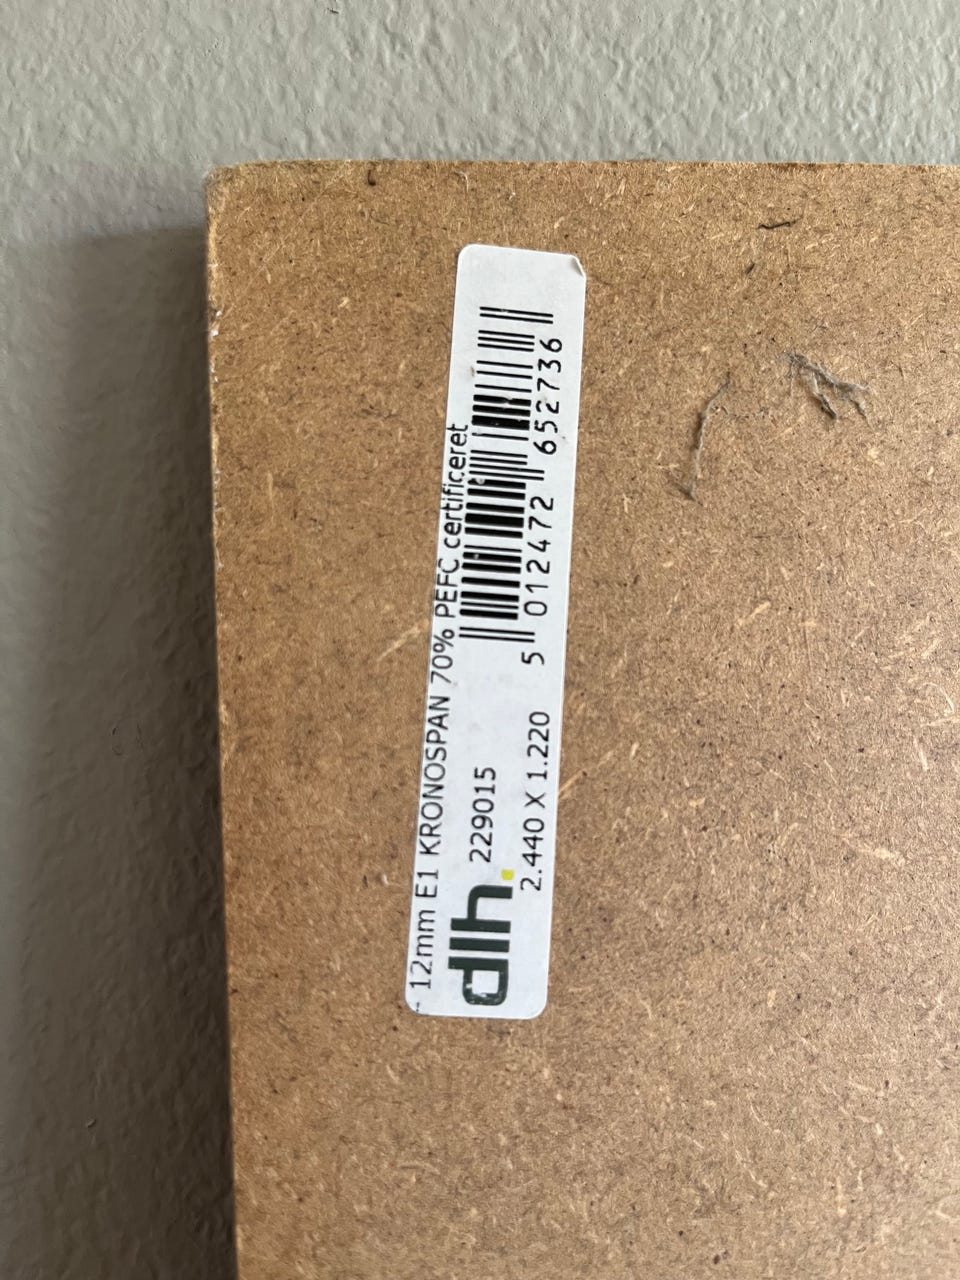 - 12mm E1 KRONOSPAN 70% PEFC certificeret
dlh. 229015
2.440 X 1.220
5 012472 652736